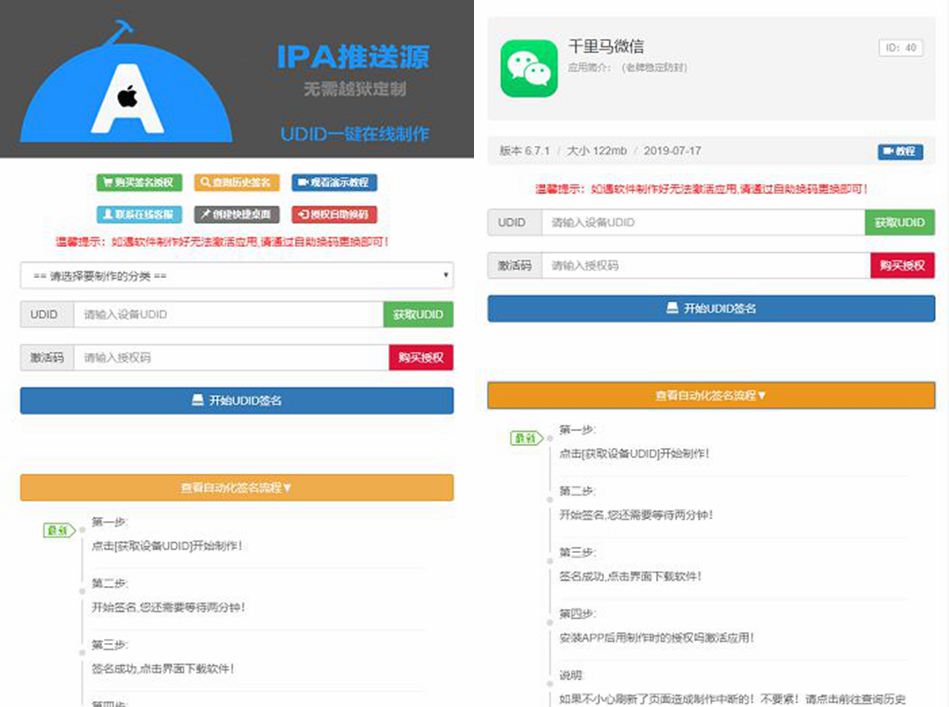 IPA推送源
无需越狱定制
UDID一键在线制作
购买签名授权
查询历史签名
观看演示教程
联系在线客服
创建快捷桌面
授权自助换码
温馨提示：如遇软件制作好无法激活应用,请通过自助换码更换即可！
== 请选择要制作的分类 ==
UDID 请输入设备UDID 获取UDID
激活码 请输入授权码 购买授权
开始UDID签名
查看自动化签名流程▼
最新
第一步:
点击[获取设备UDID]开始制作!
第二步:
开始签名,您还需要等待两分钟!
第三步:
签名成功,点击界面下载软件!
第四步:
千里马微信
ID: 40
应用简介：（老牌稳定防封）
版本 6.7.1 / 大小 122mb / 2019-07-17
教程
温馨提示：如遇软件制作好无法激活应用,请通过自助换码更换即可！
UDID 请输入设备UDID 获取UDID
激活码 请输入授权码 购买授权
开始UDID签名
查看自动化签名流程▼
最新
第一步:
点击[获取设备UDID]开始制作!
第二步:
开始签名,您还需要等待两分钟!
第三步:
签名成功,点击界面下载软件!
第四步:
安装APP后用制作时的授权吗激活应用!
说明:
如果不小心刷新了页面造成制作中断的！不要紧！请点击前往查询历史